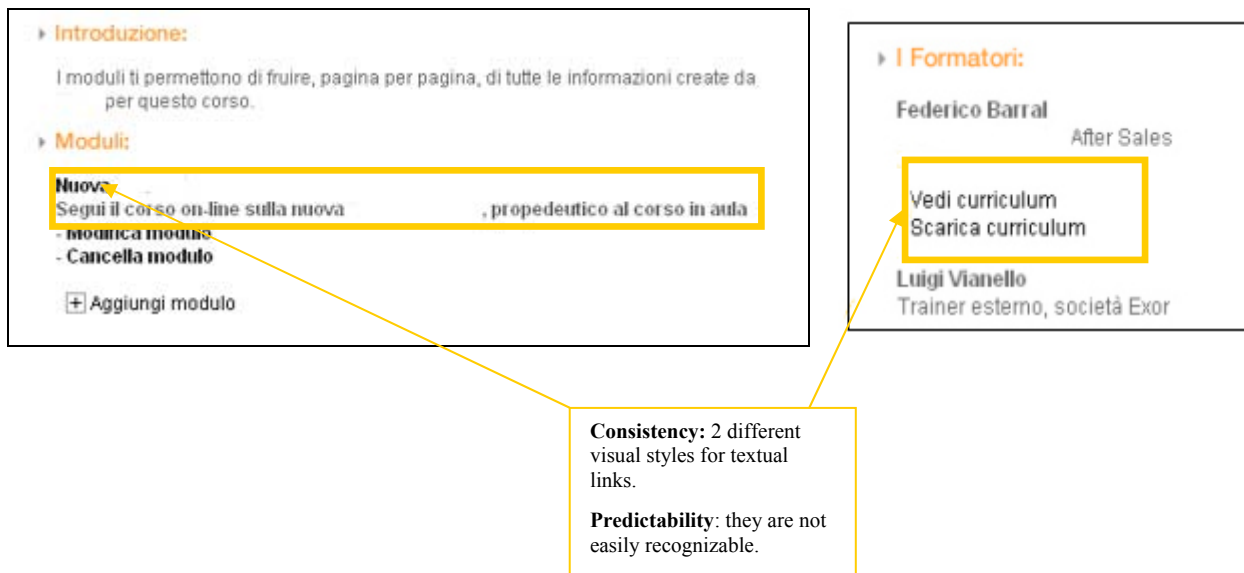 Introduzione:
I moduli ti permettono di fruire, pagina per pagina, di tutte le informazioni create da
per questo corso.
Moduli:
Nuova
Segui il corso on-line sulla nuova , propedeutico al corso in aula
- Modifica modulo
- Cancella modulo
+ Aggiungi modulo
I Formatori:
Federico Barral
After Sales
Vedi curriculum
Scarica curriculum
Luigi Vianello
Trainer esterno, società Exor
Consistency: 2 different
visual styles for textual
links.
Predictability: they are not
easily recognizable.